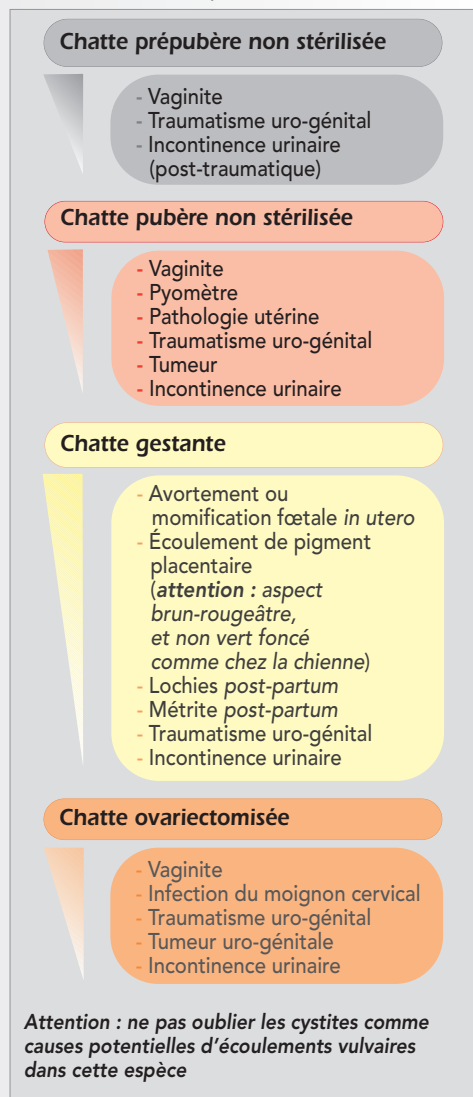 Chatte prépubère non stérilisée
- Vaginite
- Traumatisme uro-génital
- Incontinence urinaire
(post-traumatique)
Chatte pubère non stérilisée
- Vaginite
- Pyomètre
- Pathologie utérine
- Traumatisme uro-génital
- Tumeur
- Incontinence urinaire
Chatte gestante
- Avortement ou
momification fœtale in utero
- Écoulement de pigment
placentaire
(attention : aspect
brun-rougeâtre,
et non vert foncé
comme chez la chienne)
- Lochies post-partum
- Métrite post-partum
- Traumatisme uro-génital
- Incontinence urinaire
Chatte ovariectomisée
- Vaginite
- Infection du moignon cervical
- Traumatisme uro-génital
- Tumeur uro-génitale
- Incontinence urinaire
Attention : ne pas oublier les cystites comme
causes potentielles d'écoulements vulvaires
dans cette espèce